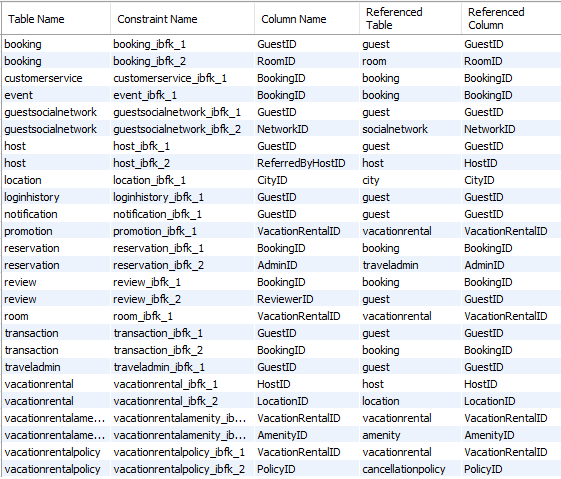 Table Name Constraint Name Column Name Referenced Table Referenced Column
booking booking_ibfk_1 GuestID guest GuestID
booking booking_ibfk_2 RoomID room RoomID
customerservice customerservice_ibfk_1 BookingID booking BookingID
event event_ibfk_1 BookingID booking BookingID
guestsocialnetwork guestsocialnetwork_ibfk_1 GuestID guest GuestID
guestsocialnetwork guestsocialnetwork_ibfk_2 NetworkID socialnetwork NetworkID
host host_ibfk_1 GuestID guest GuestID
host host_ibfk_2 ReferredByHostID host HostID
location location_ibfk_1 CityID city CityID
loginhistory loginhistory_ibfk_1 GuestID guest GuestID
notification notification_ibfk_1 GuestID guest GuestID
promotion promotion_ibfk_1 VacationRentalID vacationrental VacationRentalID
reservation reservation_ibfk_1 BookingID booking BookingID
reservation reservation_ibfk_2 AdminID traveladmin AdminID
review review_ibfk_1 BookingID booking BookingID
review review_ibfk_2 ReviewerID guest GuestID
room room_ibfk_1 VacationRentalID vacationrental VacationRentalID
transaction transaction_ibfk_1 GuestID guest GuestID
transaction transaction_ibfk_2 BookingID booking BookingID
traveladmin traveladmin_ibfk_1 GuestID guest GuestID
vacationrental vacationrental_ibfk_1 HostID host HostID
vacationrental vacationrental_ibfk_2 LocationID location LocationID
vacationrentalame... vacationrentalamenity_ib... VacationRentalID vacationrental VacationRentalID
vacationrentalame... vacationrentalamenity_ib... AmenityID amenity AmenityID
vacationrentalpolicy vacationrentalpolicy_ibfk_1 VacationRentalID vacationrental VacationRentalID
vacationrentalpolicy vacationrentalpolicy_ibfk_2 PolicyID cancellationpolicy PolicyID